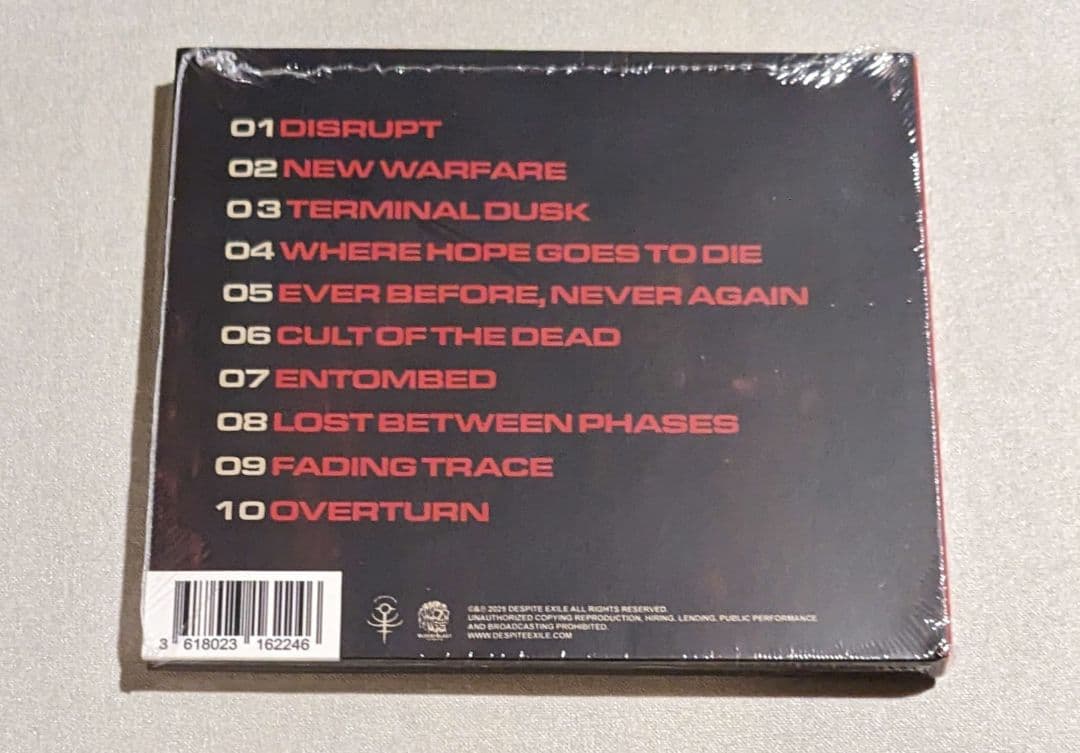 01 DISRUPT
02 NEW WARFARE
03 TERMINAL DUSK
04 WHERE HOPE GOES TO DIE
05 EVER BEFORE, NEVER AGAIN
06 CULT OF THE DEAD
07 ENTOMBED
08 LOST BETWEEN PHASES
09 FADING TRACE
10 OVERTURN
3 618023 162246
©&℗ 2021 DESPITE EXILE ALL RIGHTS RESERVED.
UNAUTHORIZED COPYING REPRODUCTION, HIRING, LENDING, PUBLIC PERFORMANCE
AND BROADCASTING PROHIBITED.
WWW.DESPITEEXILE.COM